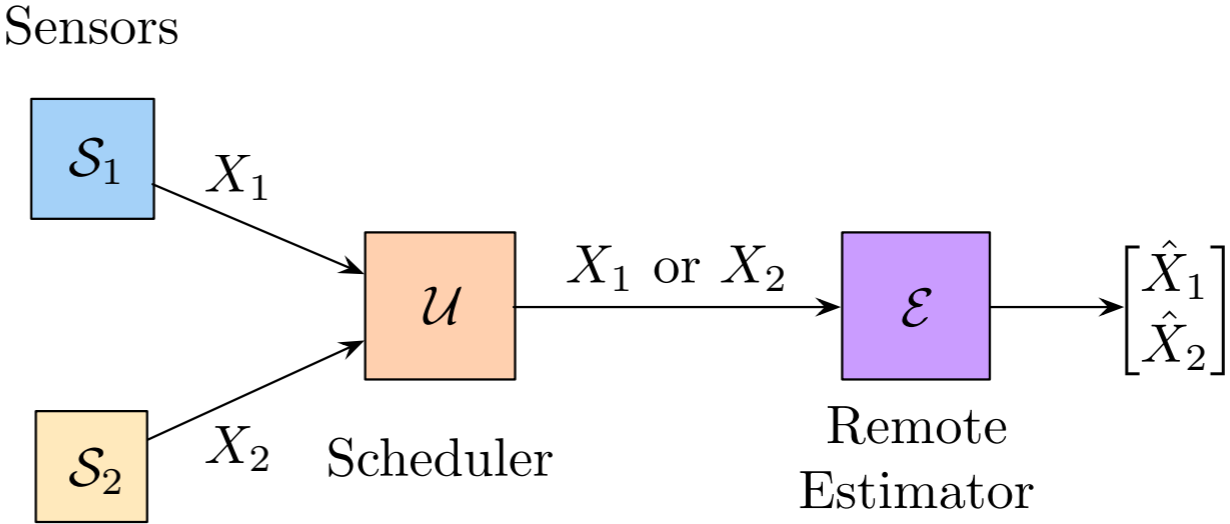 Sensors
𝒮₁
X₁
𝒰
X₁ or X₂
ℰ
X̂₁
X̂₂
𝒮₂
X₂
Scheduler
Remote
Estimator